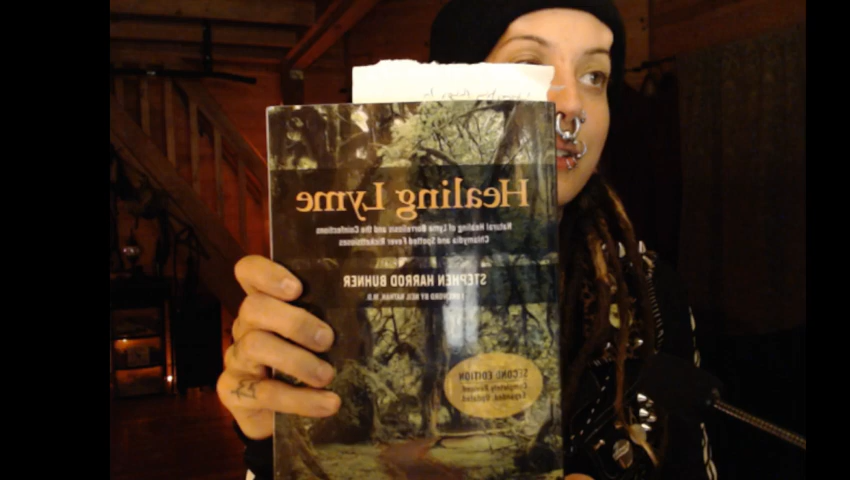 Healing Lyme
Natural Healing of Lyme Borreliosis and the Coinfections
Chlamydia and Spotted Fever Rickettsioses
STEPHEN HARROD BUHNER
FOREWORD BY NEIL NATHAN, M.D.
SECOND EDITION
Completely Revised,
Expanded, Updated